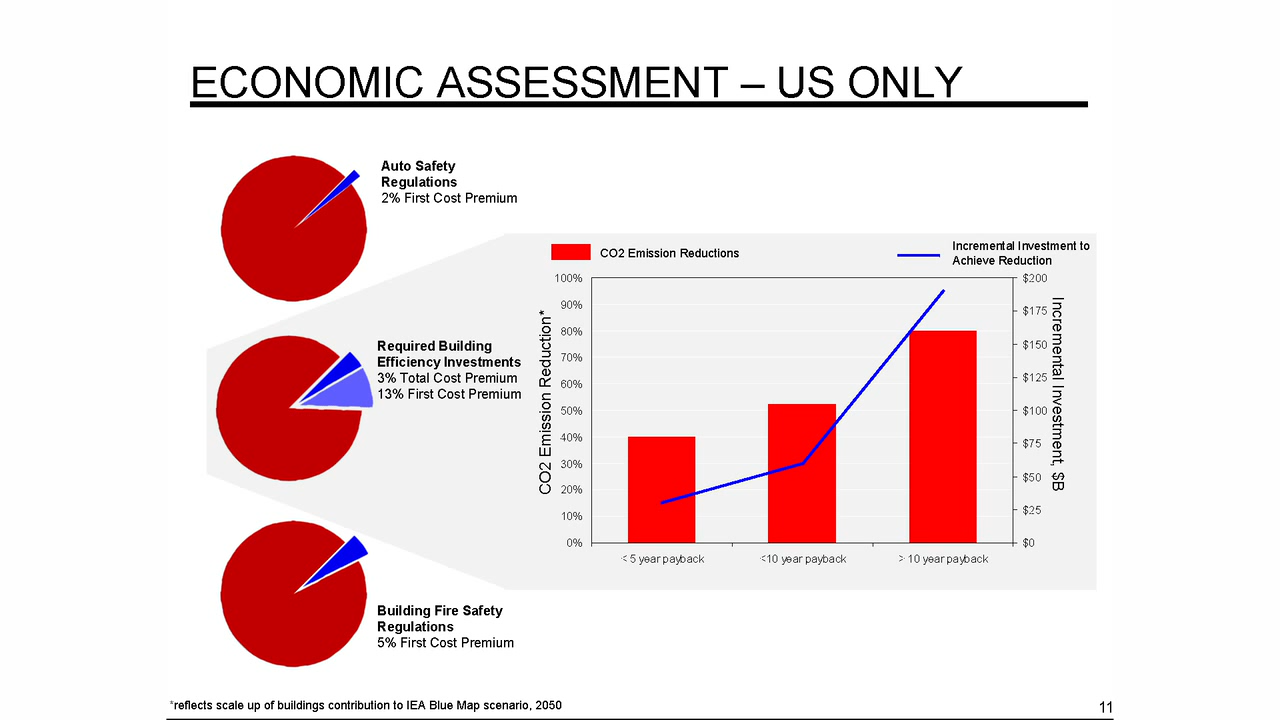 ECONOMIC ASSESSMENT – US ONLY
Auto Safety
Regulations
2% First Cost Premium
Required Building
Efficiency Investments
3% Total Cost Premium
13% First Cost Premium
Building Fire Safety
Regulations
5% First Cost Premium
CO2 Emission Reductions
Incremental Investment to
Achieve Reduction
CO2 Emission Reduction*
100%
90%
80%
70%
60%
50%
40%
30%
20%
10%
0%
$200
$175
$150
$125
$100
$75
$50
$25
$0
Incremental Investment, $B
< 5 year payback
<10 year payback
> 10 year payback
*reflects scale up of buildings contribution to IEA Blue Map scenario, 2050
11